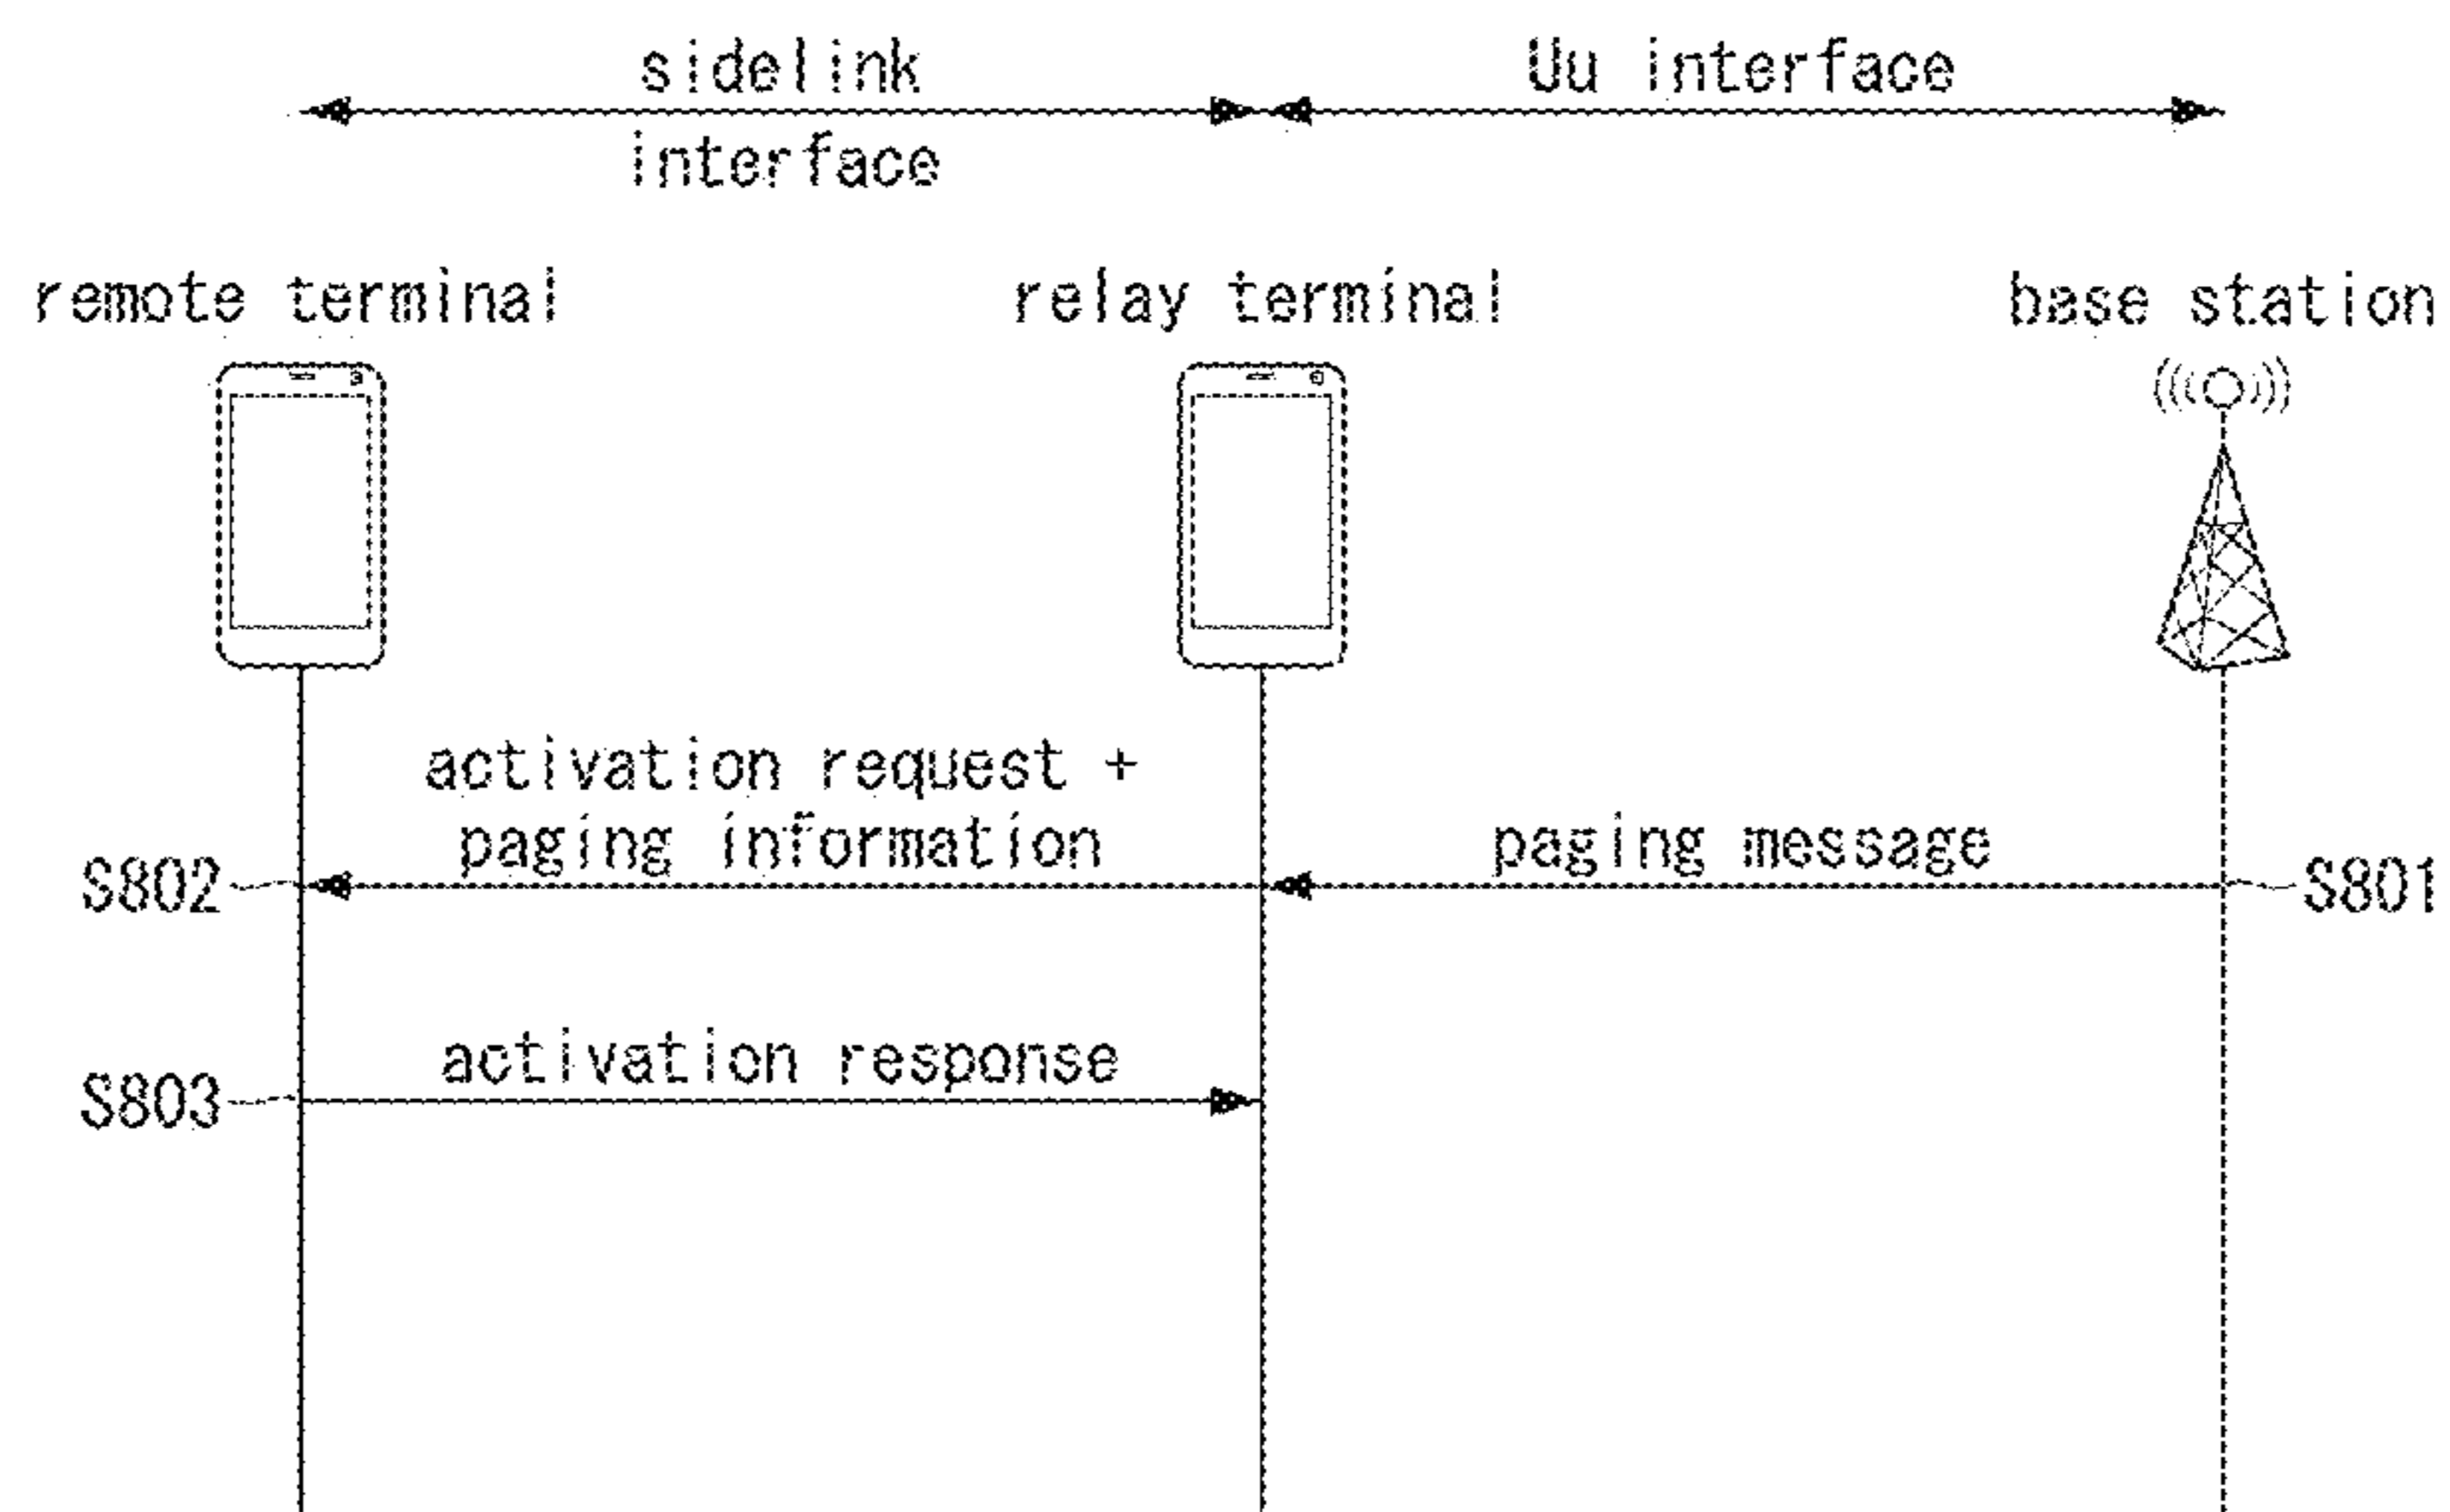 sidelink
interface
Uu interface
remote terminal
relay terminal
base station
activation request +
paging information
paging message
S802
S801
activation response
S803